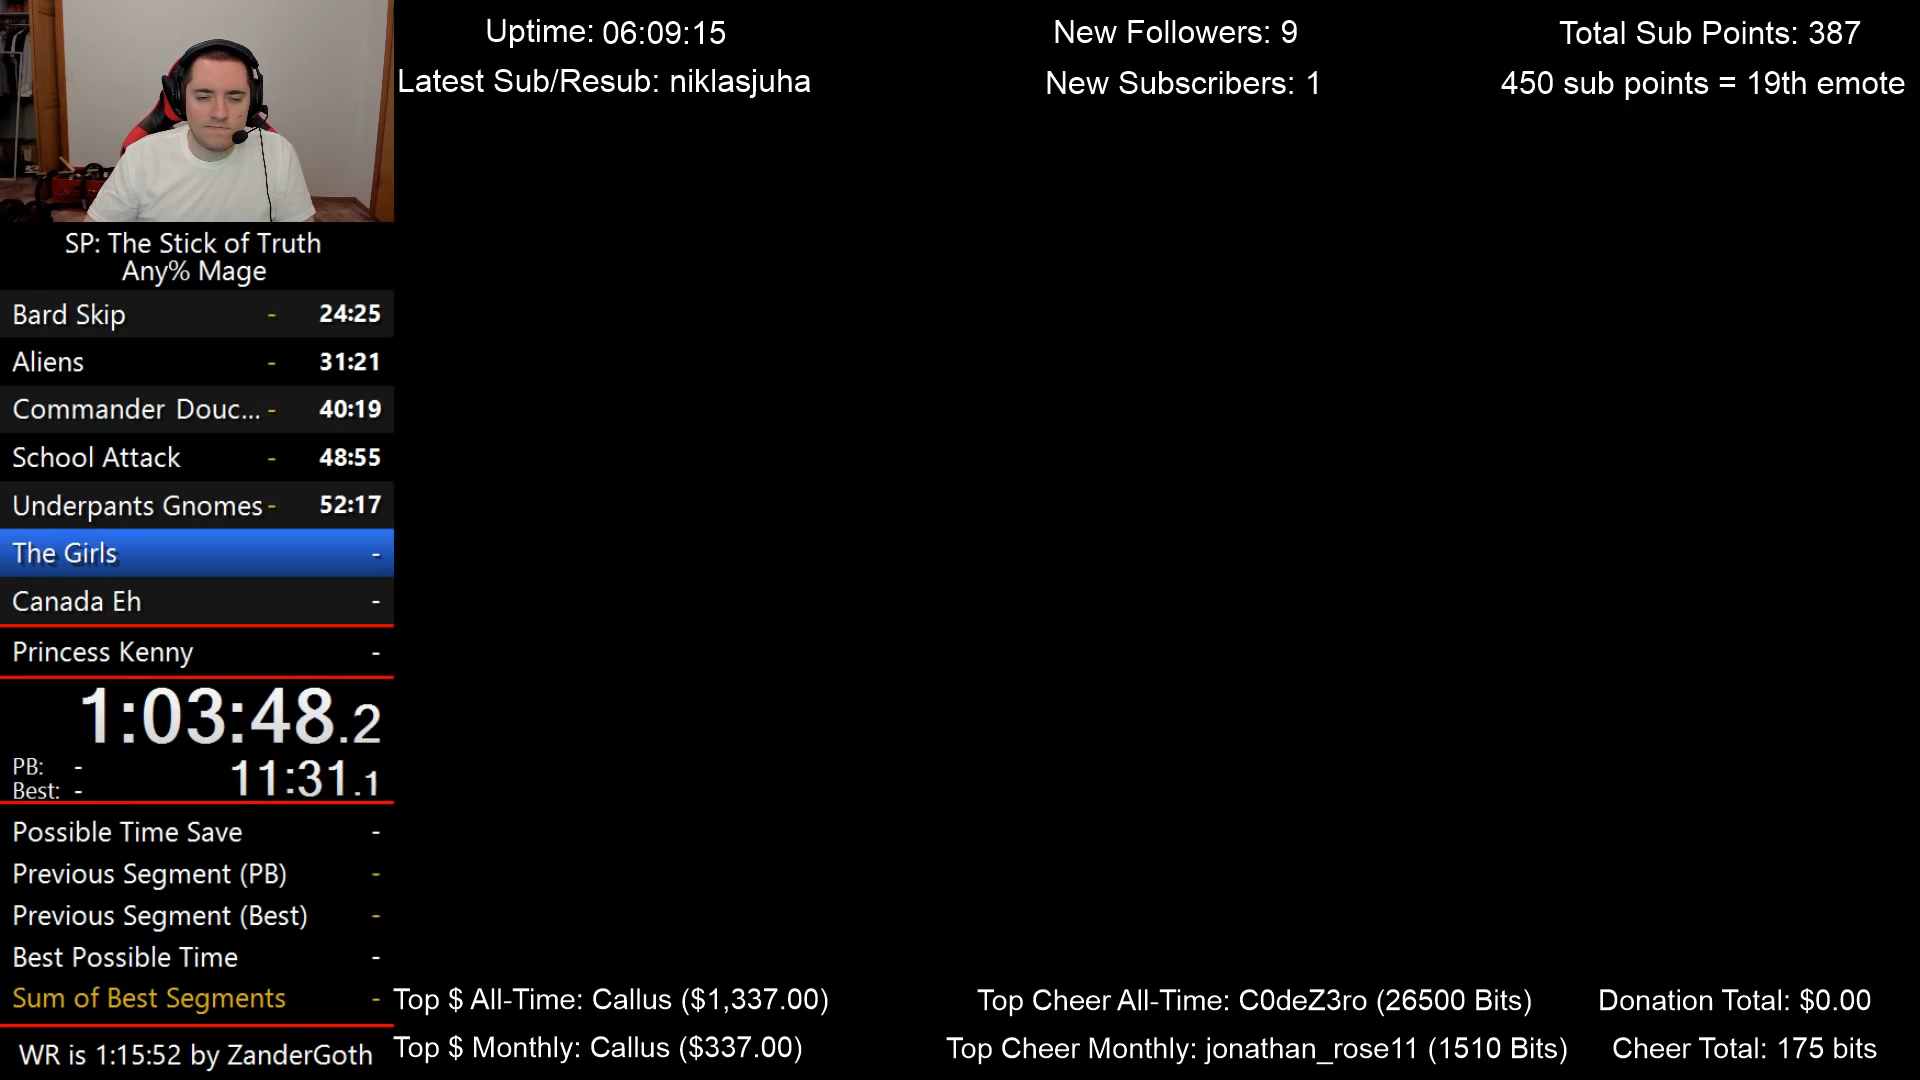 Uptime: 06:09:15
New Followers: 9
Total Sub Points: 387
Latest Sub/Resub: niklasjuha
New Subscribers: 1
450 sub points = 19th emote
SP: The Stick of Truth
Any% Mage
Bard Skip - 24:25
Aliens - 31:21
Commander Douc... - 40:19
School Attack - 48:55
Underpants Gnomes - 52:17
The Girls -
Canada Eh -
Princess Kenny -
1:03:48.2
PB: -
Best: -
11:31.1
Possible Time Save -
Previous Segment (PB) -
Previous Segment (Best) -
Best Possible Time -
Sum of Best Segments -
WR is 1:15:52 by ZanderGoth
Top $ All-Time: Callus ($1,337.00)
Top Cheer All-Time: C0deZ3ro (26500 Bits)
Donation Total: $0.00
Top $ Monthly: Callus ($337.00)
Top Cheer Monthly: jonathan_rose11 (1510 Bits)
Cheer Total: 175 bits